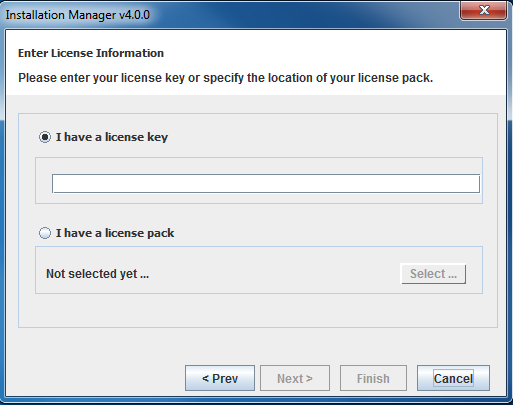 Installation Manager v4.0.0
Enter License Information
Please enter your license key or specify the location of your license pack.
I have a license key
I have a license pack
Not selected yet ... Select ...
< Prev Next > Finish Cancel